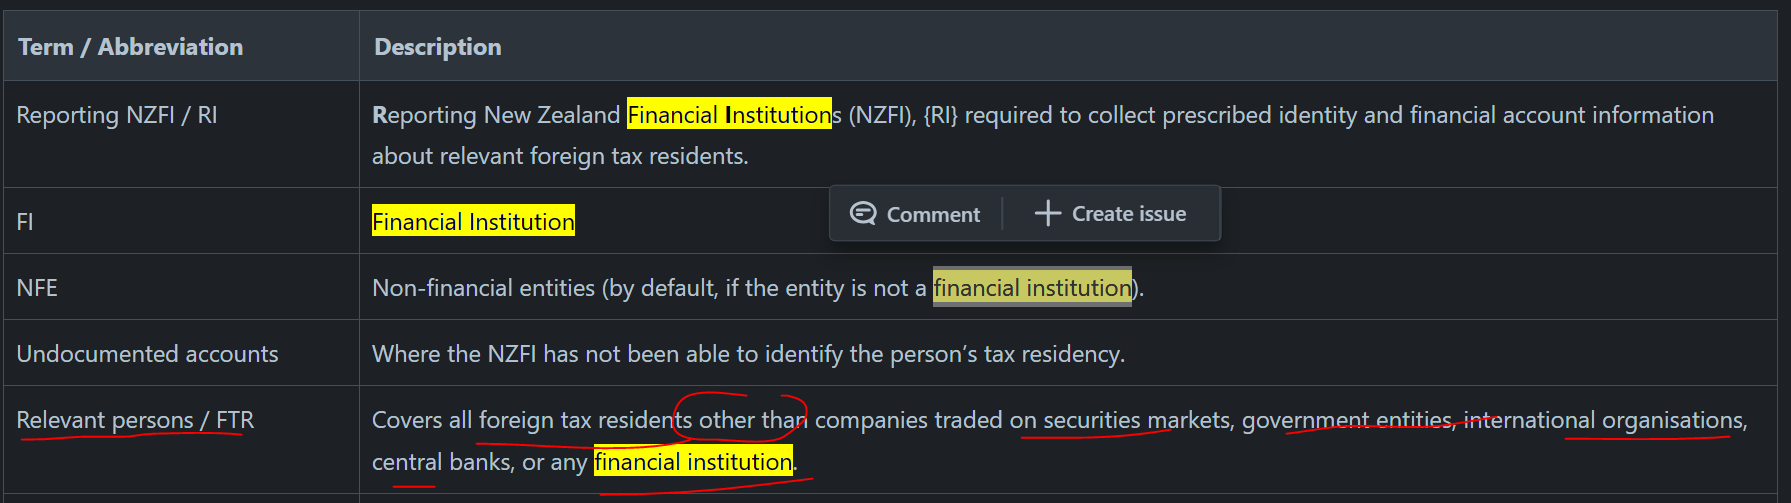 Term / Abbreviation
Description
Reporting NZFI / RI
Reporting New Zealand Financial Institutions (NZFI), {RI} required to collect prescribed identity and financial account information
about relevant foreign tax residents.
FI
Financial Institution
Comment
Create issue
NFE
Non-financial entities (by default, if the entity is not a financial institution).
Undocumented accounts
Where the NZFI has not been able to identify the person’s tax residency.
Relevant persons / FTR
Covers all foreign tax residents other than companies traded on securities markets, government entities, international organisations,
central banks, or any financial institution.